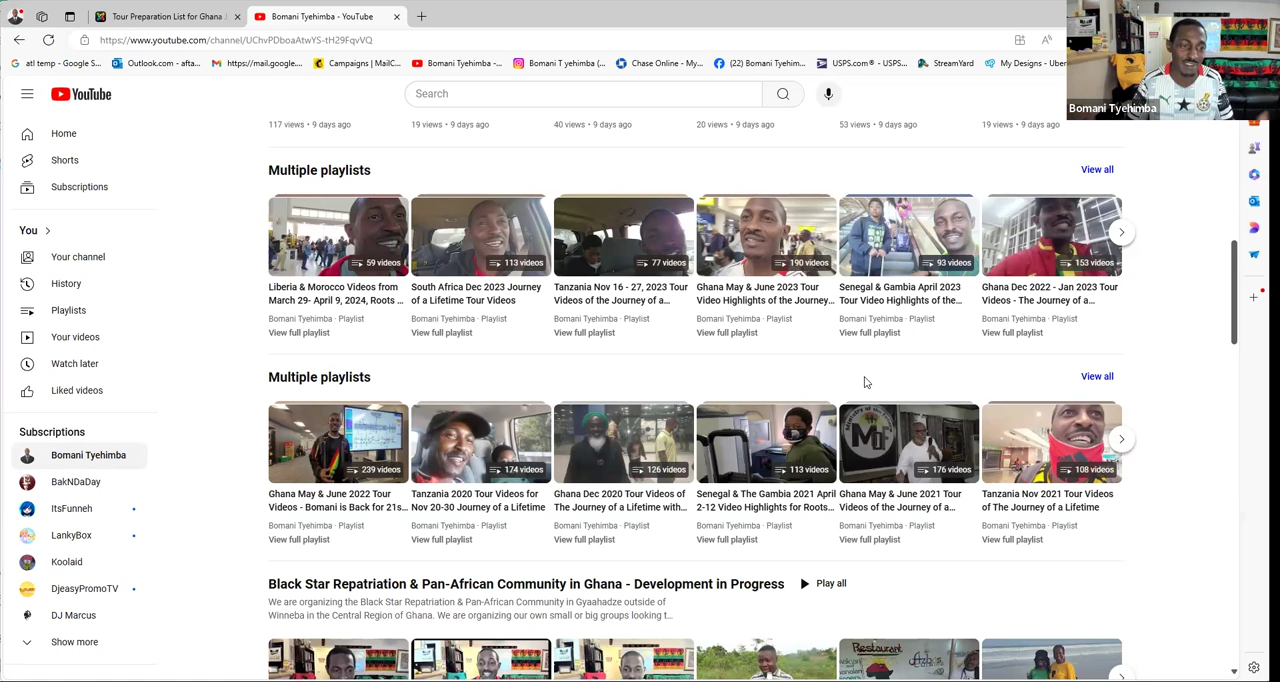 Tour Preparation List for Ghana
Bomani Tyehimba - YouTube
https://www.youtube.com/channel/UChvPDboaAtwYS-tH29FqvVQ
atl temp - Google S...
Outlook.com - afta...
https://mail.google....
Campaigns | MailC...
Bomani Tyehimba -...
Bomani T yehimba (...
Chase Online - My...
(22) Bomani Tyehim...
USPS.com® - USPS...
StreamYard
My Designs - Uber
Bomani Tyehimba
YouTube
Search
Home
Shorts
Subscriptions
You
Your channel
History
Playlists
Your videos
Watch later
Liked videos
Subscriptions
Bomani Tyehimba
BakNDaDay
ItsFunneh
LankyBox
Koolaid
DjeasyPromoTV
DJ Marcus
Show more
117 views • 9 days ago
19 views • 9 days ago
40 views • 9 days ago
20 views • 9 days ago
53 views • 9 days ago
19 views • 9 days ago
Multiple playlists
View all
59 videos
113 videos
77 videos
190 videos
93 videos
153 videos
Liberia & Morocco Videos from
March 29- April 9, 2024, Roots ...
Bomani Tyehimba · Playlist
View full playlist
South Africa Dec 2023 Journey
of a Lifetime Tour Videos
Bomani Tyehimba · Playlist
View full playlist
Tanzania Nov 16 - 27, 2023 Tour
Videos of the Journey of a...
Bomani Tyehimba · Playlist
View full playlist
Ghana May & June 2023 Tour
Video Highlights of the Journey...
Bomani Tyehimba · Playlist
View full playlist
Senegal & Gambia April 2023
Tour Video Highlights of the...
Bomani Tyehimba · Playlist
View full playlist
Ghana Dec 2022 - Jan 2023 Tour
Videos - The Journey of a...
Bomani Tyehimba · Playlist
View full playlist
Multiple playlists
View all
239 videos
174 videos
126 videos
113 videos
176 videos
108 videos
Ghana May & June 2022 Tour
Videos - Bomani is Back for 21s...
Bomani Tyehimba · Playlist
View full playlist
Tanzania 2020 Tour Videos for
Nov 20-30 Journey of a Lifetime
Bomani Tyehimba · Playlist
View full playlist
Ghana Dec 2020 Tour Videos of
The Journey of a Lifetime with...
Bomani Tyehimba · Playlist
View full playlist
Senegal & The Gambia 2021 April
2-12 Video Highlights for Roots...
Bomani Tyehimba · Playlist
View full playlist
Ghana May & June 2021 Tour
Videos of the Journey of a...
Bomani Tyehimba · Playlist
View full playlist
Tanzania Nov 2021 Tour Videos
of The Journey of a Lifetime
Bomani Tyehimba · Playlist
View full playlist
Black Star Repatriation & Pan-African Community in Ghana - Development in Progress
Play all
We are organizing the Black Star Repatriation & Pan-African Community in Gyaahadze outside of
Winneba in the Central Region of Ghana. We are organizing our own small or big groups looking t...
Restaurant